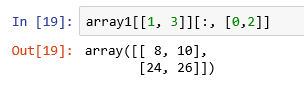 In [19]: array1[[1, 3]][:, [0,2]]
Out[19]: array([[ 8, 10],
       [24, 26]])